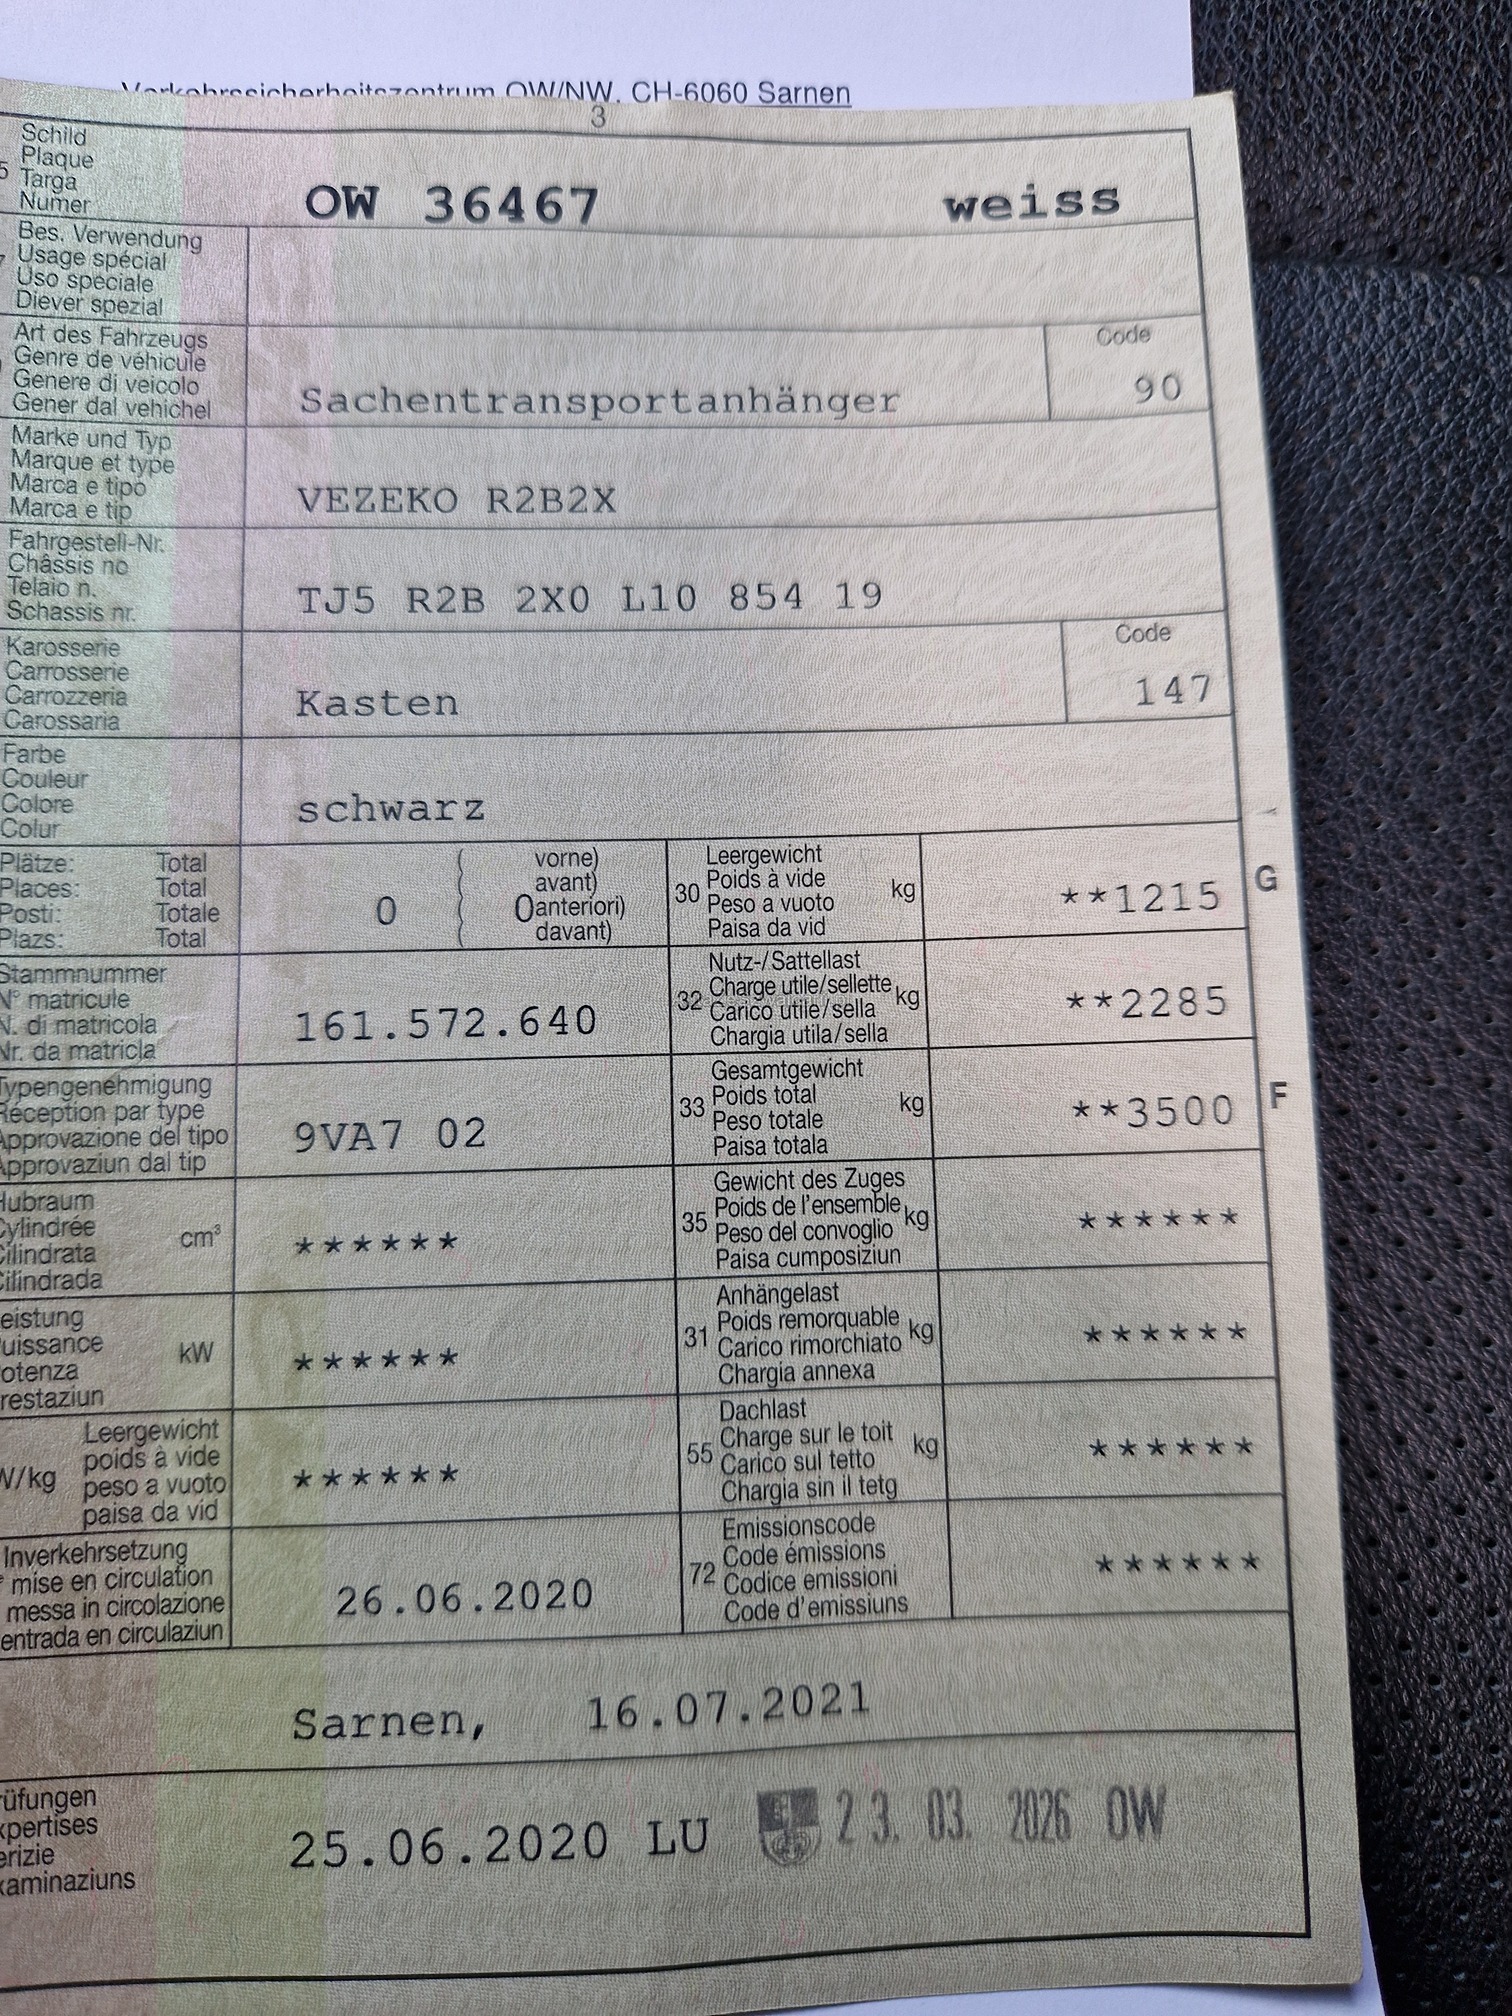 Verkehrssicherheitszentrum OW/NW, CH-6060 Sarnen
3
Schild
Plaque
Targa
Numer
OW 36467 weiss
Bes. Verwendung
Usage spécial
Uso speciale
Diever spezial
Art des Fahrzeugs
Genre de véhicule
Genere di veicolo
Gener dal vehichel
Sachentransportanhänger
Code
90
Marke und Typ
Marque et type
Marca e tipo
Marca e tip
VEZEKO R2B2X
Fahrgestell-Nr.
Châssis no
Telaio n.
Schassis nr.
TJ5 R2B 2X0 L10 854 19
Karosserie
Carrosserie
Carrozzeria
Carossaria
Kasten
Code
147
Farbe
Couleur
Colore
Colur
schwarz
Plätze: Total
Places: Total
Posti: Totale
Plazs: Total
0 ( vorne)
avant)
0 anteriori)
davant)
30 Leergewicht
Poids à vide
Peso a vuoto
Paisa da vid
kg
**1215
G
Stammnummer
N° matricule
N. di matricola
Nr. da matricla
161.572.640
32 Nutz-/Sattellast
Charge utile/sellette
Carico utile/sella
Chargia utila/sella
kg
**2285
Typengenehmigung
Réception par type
Approvazione del tipo
Approvaziun dal tip
9VA7 02
33 Gesamtgewicht
Poids total
Peso totale
Paisa totala
kg
**3500
F
Hubraum
Cylindrée
Cilindrata
Cilindrada
cm³
******
35 Gewicht des Zuges
Poids de l'ensemble
Peso del convoglio
Paisa cumposiziun
kg
******
eistung
uissance
otenza
restaziun
kW
******
31 Anhängelast
Poids remorquable
Carico rimorchiato
Chargia annexa
kg
******
W/kg
Leergewicht
poids à vide
peso a vuoto
paisa da vid
******
55 Dachlast
Charge sur le toit
Carico sul tetto
Chargia sin il tetg
kg
******
Inverkehrsetzung
mise en circulation
messa in circolazione
entrada en circulaziun
26.06.2020
72 Emissionscode
Code émissions
Codice emissioni
Code d'emissiuns
******
Sarnen, 16.07.2021
rüfungen
xpertises
erizie
xaminaziuns
25.06.2020 LU 23. 03. 2026 OW